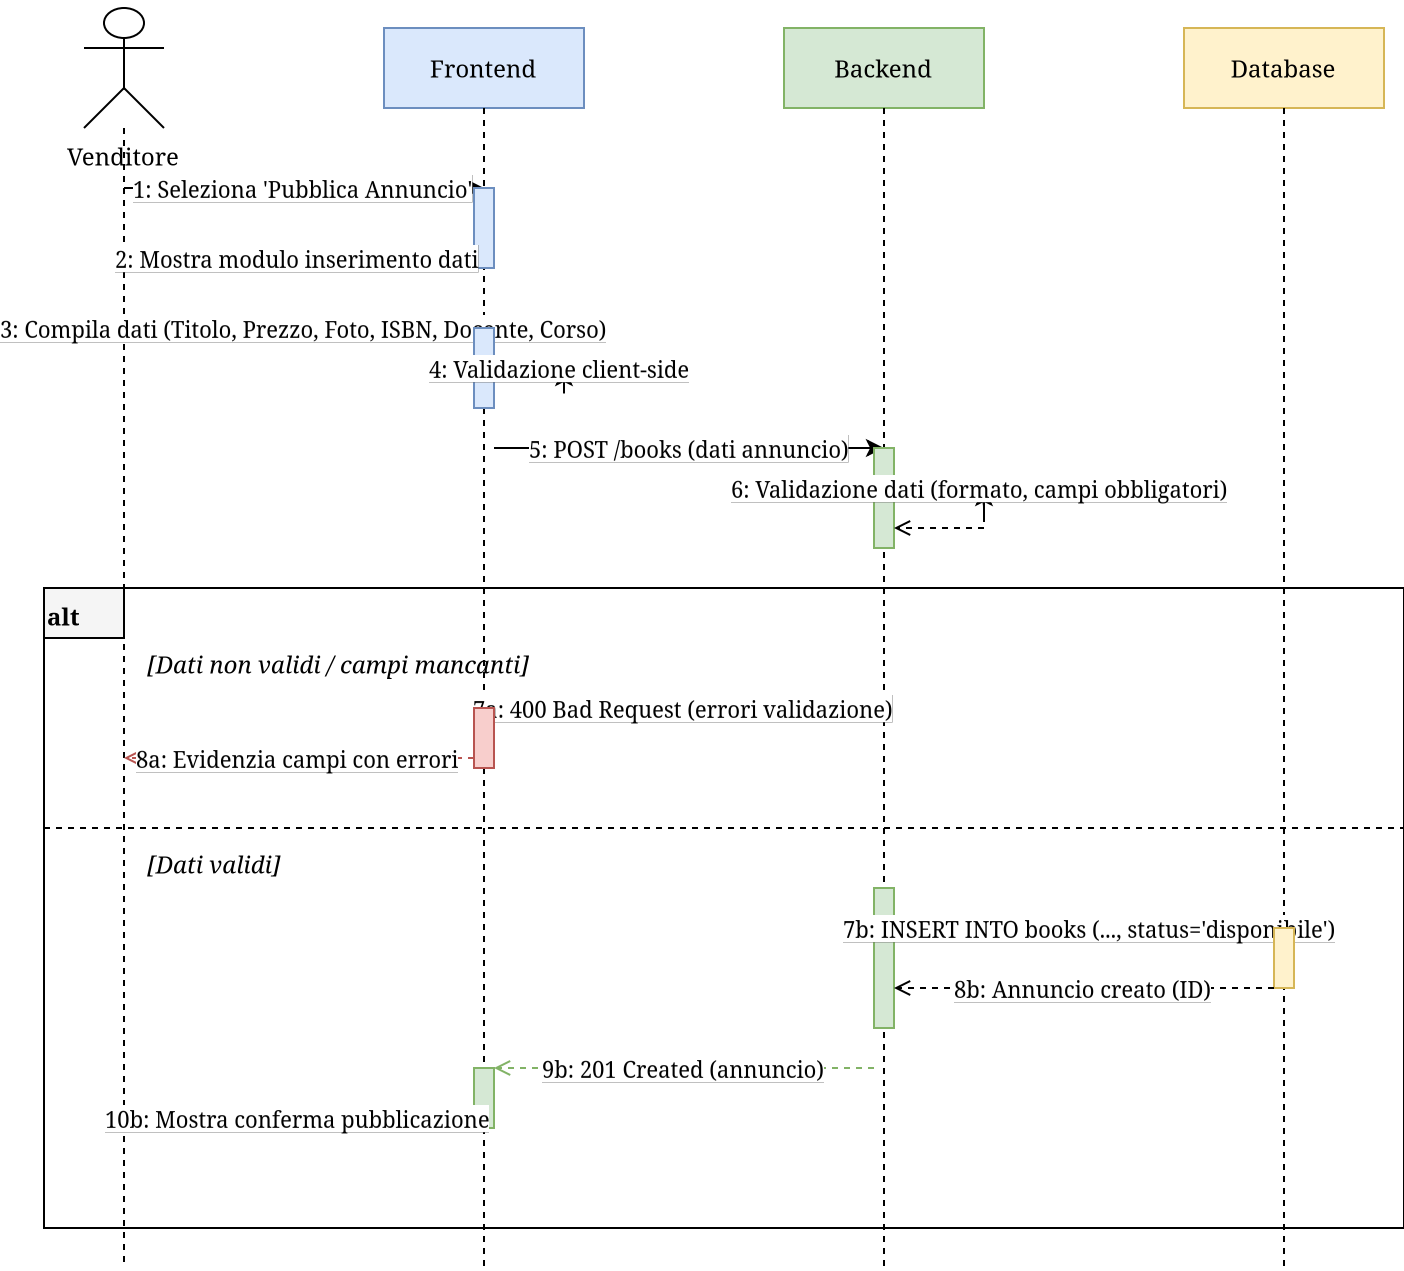 Frontend
Backend
Database
Venditore
1: Seleziona 'Pubblica Annuncio'
2: Mostra modulo inserimento dati
3: Compila dati (Titolo, Prezzo, Foto, ISBN, Docente, Corso)
4: Validazione client-side
5: POST /books (dati annuncio)
6: Validazione dati (formato, campi obbligatori)
alt
[Dati non validi / campi mancanti]
7a: 400 Bad Request (errori validazione)
8a: Evidenzia campi con errori
[Dati validi]
7b: INSERT INTO books (..., status='disponibile')
8b: Annuncio creato (ID)
9b: 201 Created (annuncio)
10b: Mostra conferma pubblicazione